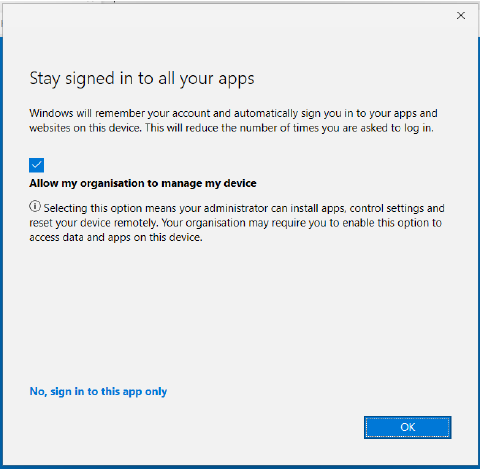 Stay signed in to all your apps
Windows will remember your account and automatically sign you in to your apps and
websites on this device. This will reduce the number of times you are asked to log in.
Allow my organisation to manage my device
Selecting this option means your administrator can install apps, control settings and
reset your device remotely. Your organisation may require you to enable this option to
access data and apps on this device.
No, sign in to this app only
OK